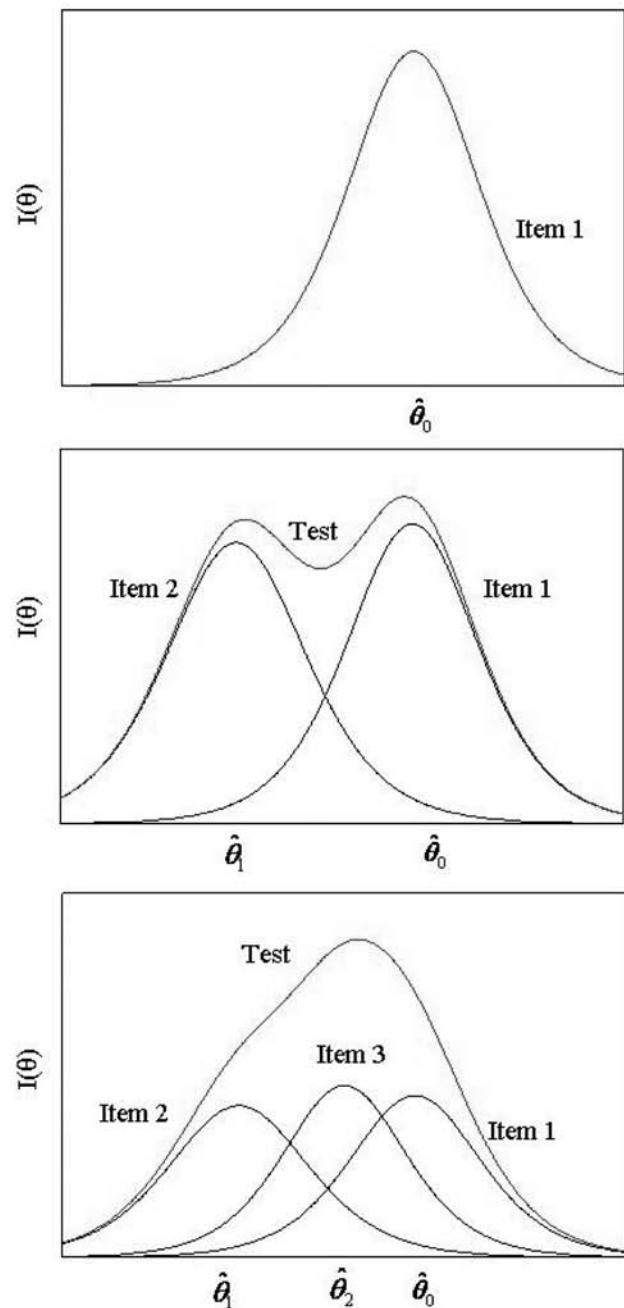 I(θ)
Item 1
θ̂₀
I(θ)
Test
Item 2
Item 1
θ̂₁ θ̂₀
I(θ)
Test
Item 3
Item 2
Item 1
θ̂₁ θ̂₂ θ̂₀